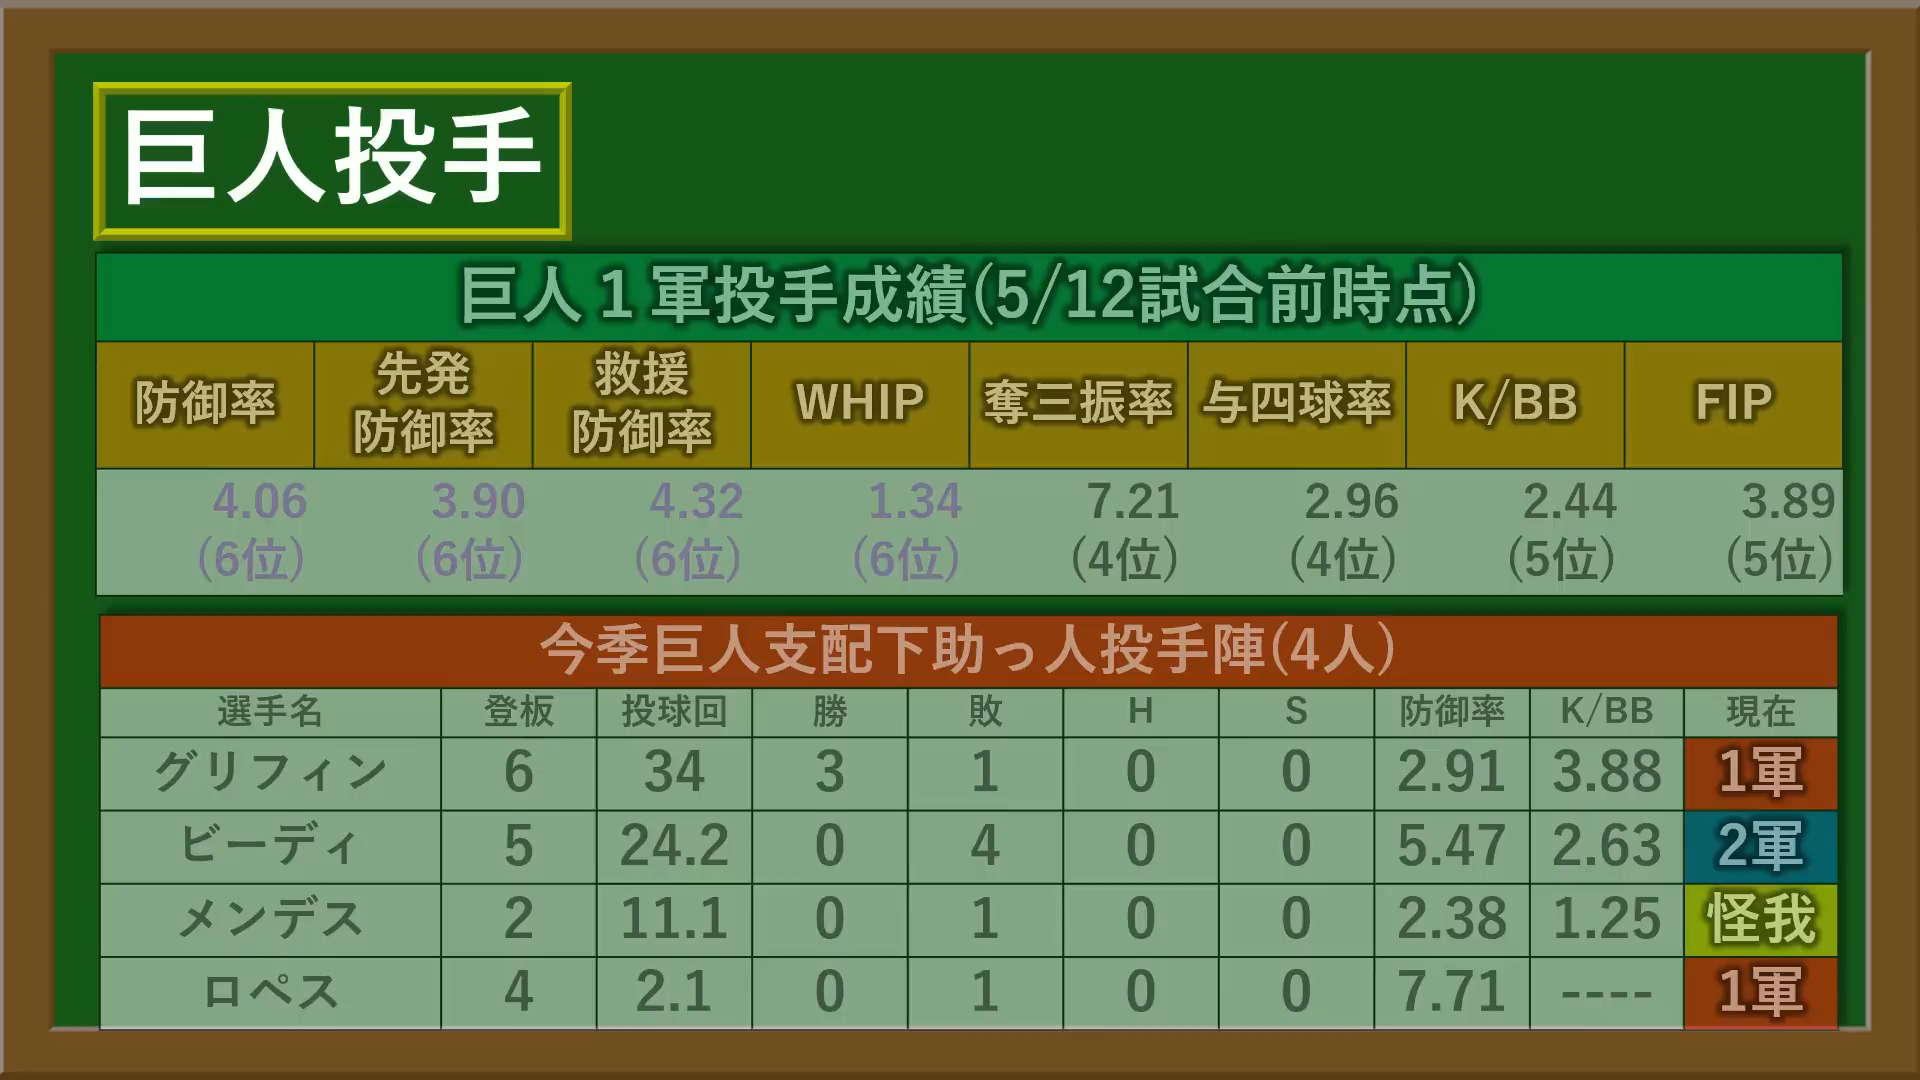 巨人投手
巨人１軍投手成績(5/12試合前時点)
防御率 先発防御率 救援防御率 WHIP 奪三振率 与四球率 K/BB FIP
4.06 3.90 4.32 1.34 7.21 2.96 2.44 3.89
(6位) (6位) (6位) (6位) (4位) (4位) (5位) (5位)
今季巨人支配下助っ人投手陣(4人)
選手名 登板 投球回 勝 敗 H S 防御率 K/BB 現在
グリフィン 6 34 3 1 0 0 2.91 3.88 1軍
ビーディ 5 24.2 0 4 0 0 5.47 2.63 2軍
メンデス 2 11.1 0 1 0 0 2.38 1.25 怪我
ロペス 4 2.1 0 1 0 0 7.71 ---- 1軍